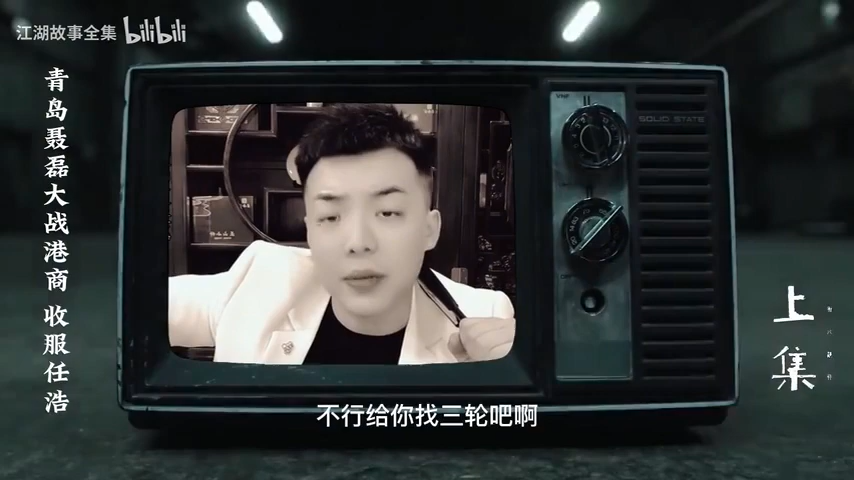 江湖故事全集 bilibili
青岛聂磊大战港商 收服任浩
SOLID STATE
上集
不行给你找三轮吧啊